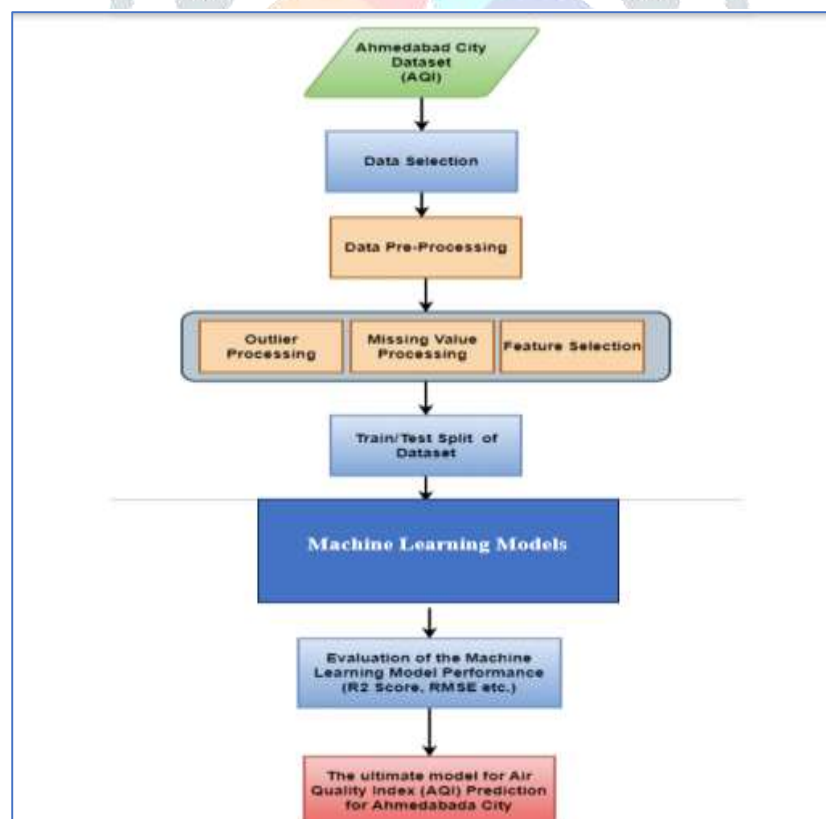 Ahmedabad City
Dataset
(AQI)
Data Selection
Data Pre-Processing
Outlier
Processing
Missing Value
Processing
Feature Selection
Train/Test Split of
Dataset
Machine Learning Models
Evaluation of the Machine
Learning Model Performance
(R2 Score, RMSE etc.)
The ultimate model for Air
Quality Index (AQI) Prediction
for Ahmedabada City